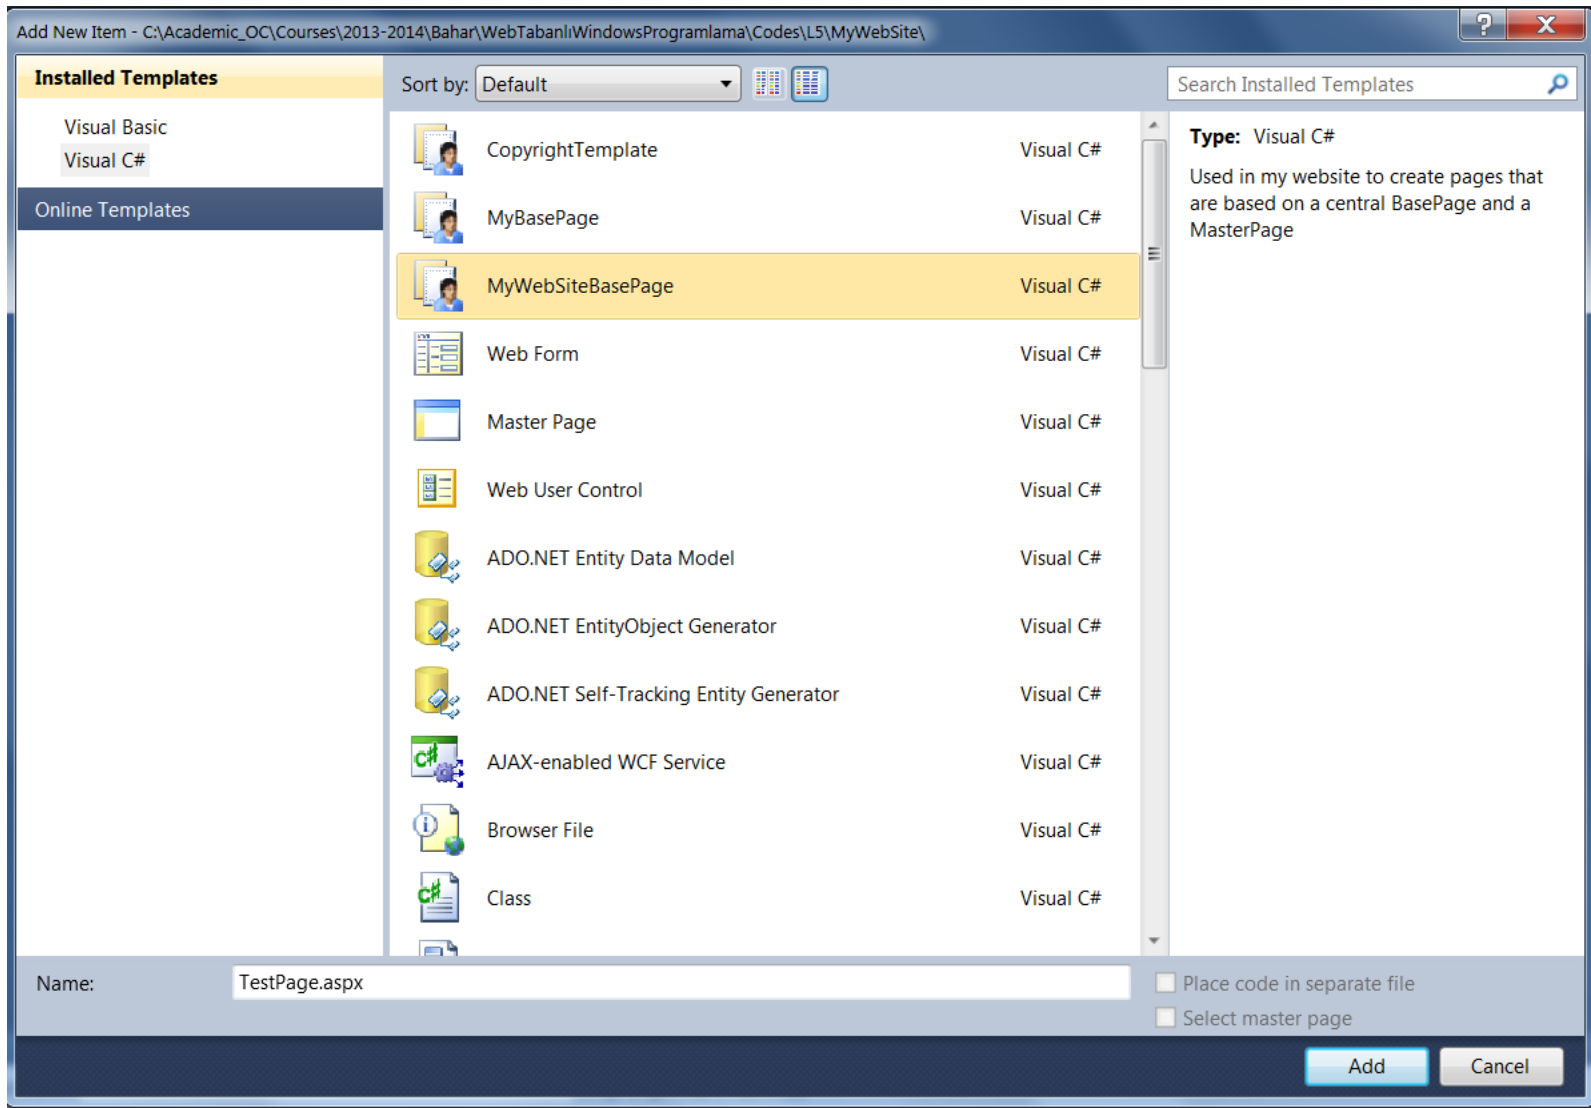 Add New Item - C:\Academic_OC\Courses\2013-2014\Bahar\WebTabanlıWindowsProgramlama\Codes\L5\MyWebSite\
Installed Templates
Visual Basic
Visual C#
Online Templates
Sort by: Default
Search Installed Templates
CopyrightTemplate Visual C#
MyBasePage Visual C#
MyWebSiteBasePage Visual C#
Web Form Visual C#
Master Page Visual C#
Web User Control Visual C#
ADO.NET Entity Data Model Visual C#
ADO.NET EntityObject Generator Visual C#
ADO.NET Self-Tracking Entity Generator Visual C#
AJAX-enabled WCF Service Visual C#
Browser File Visual C#
Class Visual C#
Type: Visual C#
Used in my website to create pages that
are based on a central BasePage and a
MasterPage
Name: TestPage.aspx
Place code in separate file
Select master page
Add Cancel